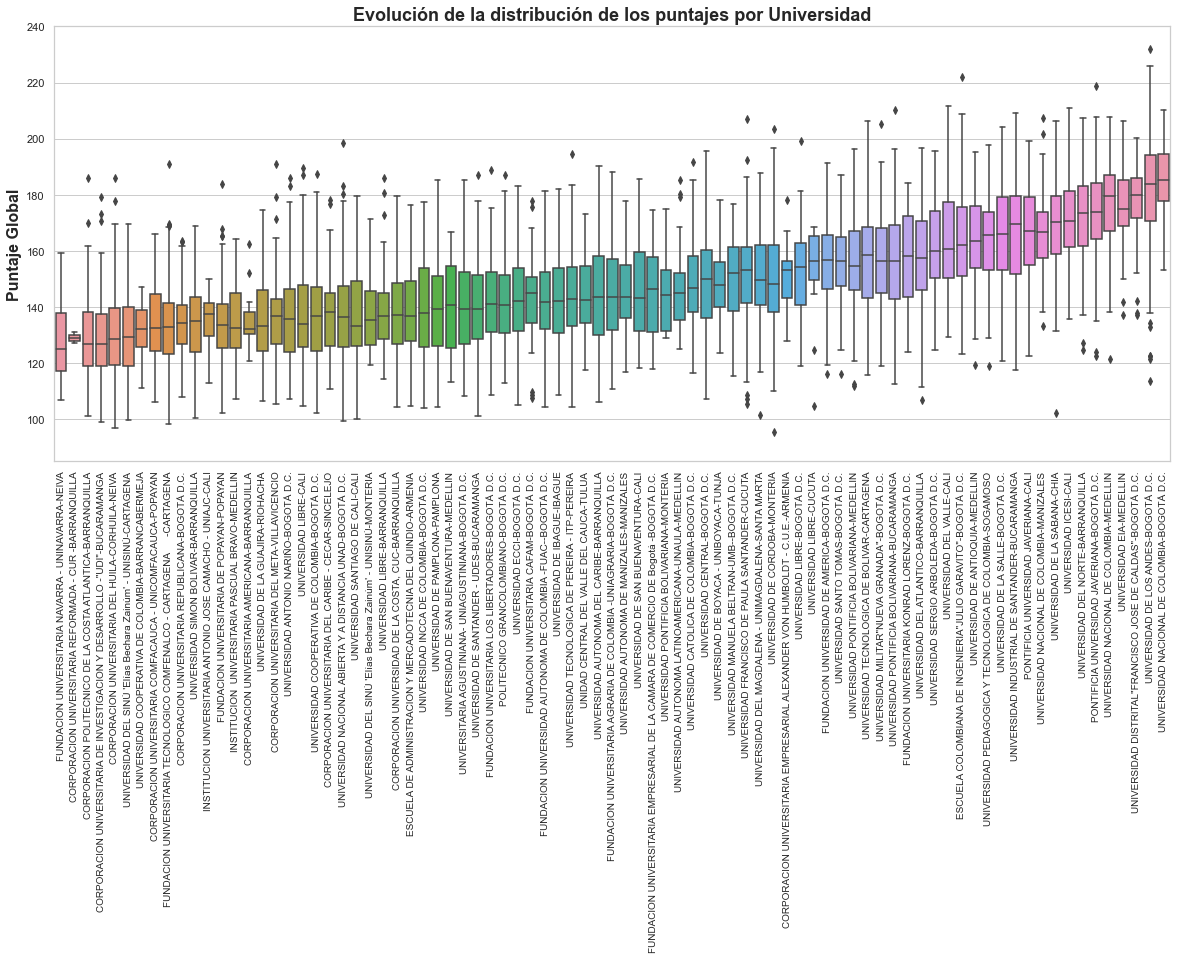 Evolución de la distribución de los puntajes por Universidad
Puntaje Global
240
220
200
180
160
140
120
100
FUNDACION UNIVERSITARIA NAVARRA - UNINAVARRA-NEIVA
CORPORACION UNIVERSITARIA REFORMADA - CUR -BARRANQUILLA
CORPORACION POLITECNICO DE LA COSTA ATLANTICA-BARRANQUILLA
CORPORACION UNIVERSITARIA DE INVESTIGACION Y DESARROLLO - "UDI"-BUCARAMANGA
CORPORACION UNIVERSITARIA DEL HUILA-CORHUILA-NEIVA
UNIVERSIDAD DEL SINU "Elias Bechara Zainum" - UNISINU-CARTAGENA
UNIVERSIDAD COOPERATIVA DE COLOMBIA-BARRANCABERMEJA
CORPORACION UNIVERSITARIA COMFACAUCA - UNICOMFACAUCA-POPAYAN
FUNDACION UNIVERSITARIA TECNOLOGICO COMFENALCO - CARTAGENA -CARTAGENA
CORPORACION UNIVERSITARIA REPUBLICANA-BOGOTÁ D.C.
UNIVERSIDAD SIMON BOLIVAR-BARRANQUILLA
INSTITUCION UNIVERSITARIA ANTONIO JOSE CAMACHO - UNIAJC-CALI
FUNDACION UNIVERSITARIA DE POPAYAN-POPAYAN
INSTITUCION UNIVERSITARIA PASCUAL BRAVO-MEDELLIN
CORPORACION UNIVERSITARIA AMERICANA-BARRANQUILLA
UNIVERSIDAD DE LA GUAJIRA-RIOHACHA
CORPORACION UNIVERSITARIA DEL META-VILLAVICENCIO
UNIVERSIDAD ANTONIO NARIÑO-BOGOTA D.C.
UNIVERSIDAD LIBRE-CALI
UNIVERSIDAD COOPERATIVA DE COLOMBIA-BOGOTA D.C.
CORPORACION UNIVERSITARIA DEL CARIBE - CECAR-SINCELEJO
UNIVERSIDAD NACIONAL ABIERTA Y A DISTANCIA UNAD-BOGOTA D.C.
UNIVERSIDAD SANTIAGO DE CALI-CALI
UNIVERSIDAD DEL SINU "Elias Bechara Zainum" - UNISINU-MONTERIA
UNIVERSIDAD LIBRE-BARRANQUILLA
CORPORACION UNIVERSIDAD DE LA COSTA, CUC-BARRANQUILLA
ESCUELA DE ADMINISTRACION Y MERCADOTECNIA DEL QUINDIO-ARMENIA
UNIVERSIDAD INCCA DE COLOMBIA-BOGOTA D.C.
UNIVERSIDAD DE PAMPLONA-PAMPLONA
UNIVERSIDAD DE SAN BUENAVENTURA-MEDELLIN
UNIVERSITARIA AGUSTINIANA- UNIAGUSTINIANA-BOGOTA D.C.
UNIVERSIDAD DE SANTANDER - UDES-BUCARAMANGA
FUNDACION UNIVERSITARIA LOS LIBERTADORES-BOGOTA D.C.
POLITECNICO GRANCOLOMBIANO-BOGOTA D.C.
UNIVERSIDAD ECCI-BOGOTA D.C.
FUNDACION UNIVERSITARIA CAFAM-BOGOTA D.C.
FUNDACION UNIVERSIDAD AUTONOMA DE COLOMBIA -FUAC--BOGOTA D.C.
UNIVERSIDAD DE IBAGUE-IBAGUE
UNIVERSIDAD TECNOLOGICA DE PEREIRA - ITP-PEREIRA
UNIDAD CENTRAL DEL VALLE DEL CAUCA-TULUA
UNIVERSIDAD AUTONOMA DEL CARIBE-BARRANQUILLA
FUNDACION UNIVERSITARIA AGRARIA DE COLOMBIA -UNIAGRARIA-BOGOTA D.C.
UNIVERSIDAD AUTONOMA DE MANIZALES-MANIZALES
UNIVERSIDAD DE SAN BUENAVENTURA-CALI
FUNDACION UNIVERSITARIA EMPRESARIAL DE LA CAMARA DE COMERCIO DE Bogota -BOGOTA D.C.
UNIVERSIDAD PONTIFICIA BOLIVARIANA-MONTERIA
UNIVERSIDAD AUTONOMA LATINOAMERICANA-UNAULA-MEDELLIN
UNIVERSIDAD CATOLICA DE COLOMBIA-BOGOTA D.C.
UNIVERSIDAD CENTRAL-BOGOTA D.C.
UNIVERSIDAD DE BOYACA - UNIBOYACA-TUNJA
UNIVERSIDAD MANUELA BELTRAN-UMB--BOGOTA D.C.
UNIVERSIDAD FRANCISCO DE PAULA SANTANDER-CUCUTA
UNIVERSIDAD DEL MAGDALENA - UNIMAGDALENA-SANTA MARTA
UNIVERSIDAD DE CORDOBA-MONTERIA
CORPORACION UNIVERSITARIA EMPRESARIAL ALEXANDER VON HUMBOLDT - C.U.E.-ARMENIA
UNIVERSIDAD LIBRE-BOGOTA D.C.
UNIVERSIDAD LIBRE-CUCUTA
FUNDACION UNIVERSIDAD DE AMERICA-BOGOTA D.C.
UNIVERSIDAD SANTO TOMAS-BOGOTA D.C.
UNIVERSIDAD PONTIFICIA BOLIVARIANA-MEDELLIN
UNIVERSIDAD TECNOLOGICA DE BOLIVAR-CARTAGENA
UNIVERSIDAD MILITAR"NUEVA GRANADA"-BOGOTA D.C.
UNIVERSIDAD PONTIFICIA BOLIVARIANA-BUCARAMANGA
FUNDACION UNIVERSITARIA KONRAD LORENZ-BOGOTA D.C.
UNIVERSIDAD DEL ATLANTICO-BARRANQUILLA
UNIVERSIDAD SERGIO ARBOLEDA-BOGOTA D.C.
UNIVERSIDAD DEL VALLE-CALI
ESCUELA COLOMBIANA DE INGENIERIA"JULIO GARAVITO"-BOGOTA D.C.
UNIVERSIDAD DE ANTIOQUIA-MEDELLIN
UNIVERSIDAD PEDAGOGICA Y TECNOLOGICA DE COLOMBIA-SOGAMOSO
UNIVERSIDAD DE LA SALLE-BOGOTA D.C.
UNIVERSIDAD INDUSTRIAL DE SANTANDER-BUCARAMANGA
PONTIFICIA UNIVERSIDAD JAVERIANA-CALI
UNIVERSIDAD NACIONAL DE COLOMBIA-MANIZALES
UNIVERSIDAD DE LA SABANA-CHIA
UNIVERSIDAD ICESI-CALI
UNIVERSIDAD DEL NORTE-BARRANQUILLA
PONTIFICIA UNIVERSIDAD JAVERIANA-BOGOTA D.C.
UNIVERSIDAD NACIONAL DE COLOMBIA-MEDELLIN
UNIVERSIDAD EIA-MEDELLIN
UNIVERSIDAD DISTRITAL"FRANCISCO JOSE DE CALDAS"-BOGOTA D.C.
UNIVERSIDAD DE LOS ANDES-BOGOTA D.C.
UNIVERSIDAD NACIONAL DE COLOMBIA-BOGOTA D.C.